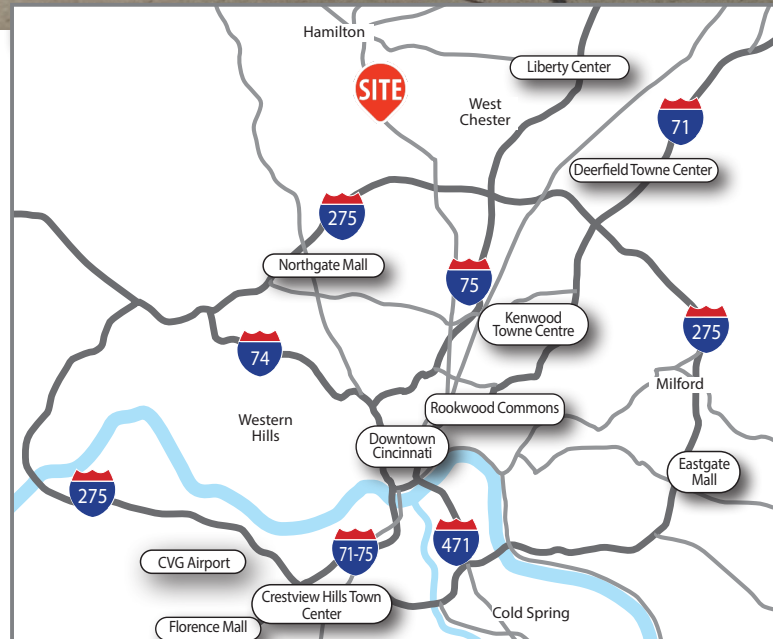 Hamilton
Liberty Center
SITE
West
Chester
71
Deerfield Towne Center
275
Northgate Mall
75
Kenwood
Towne Centre
275
74
Milford
Rookwood Commons
Western
Hills
Downtown
Cincinnati
Eastgate
Mall
275
71-75
471
CVG Airport
Crestview Hills Town
Center
Cold Spring
Florence Mall